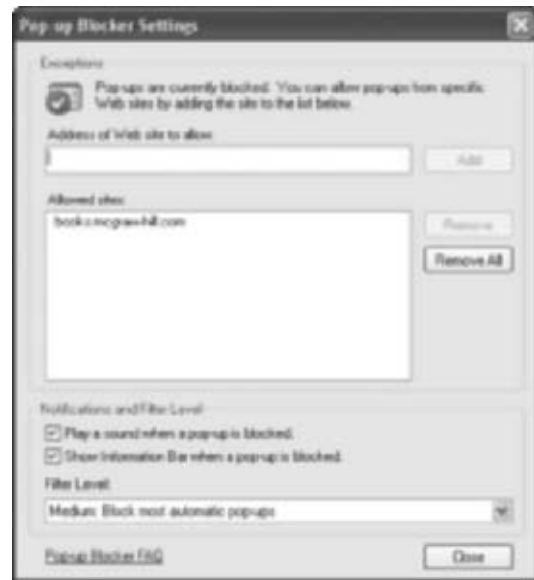 Pop-up Blocker Settings
Exceptions
Pop-ups are currently blocked. You can allow pop-ups from specific
Web sites by adding the site to the list below.
Address of Web site to allow:
Add
Allowed sites:
books.mcgraw-hill.com
Remove
Remove All
Notifications and Filter Level
Play a sound when a pop-up is blocked.
Show Information Bar when a pop-up is blocked.
Filter Level:
Medium: Block most automatic pop-ups
Pop-up Blocker FAQ
Close